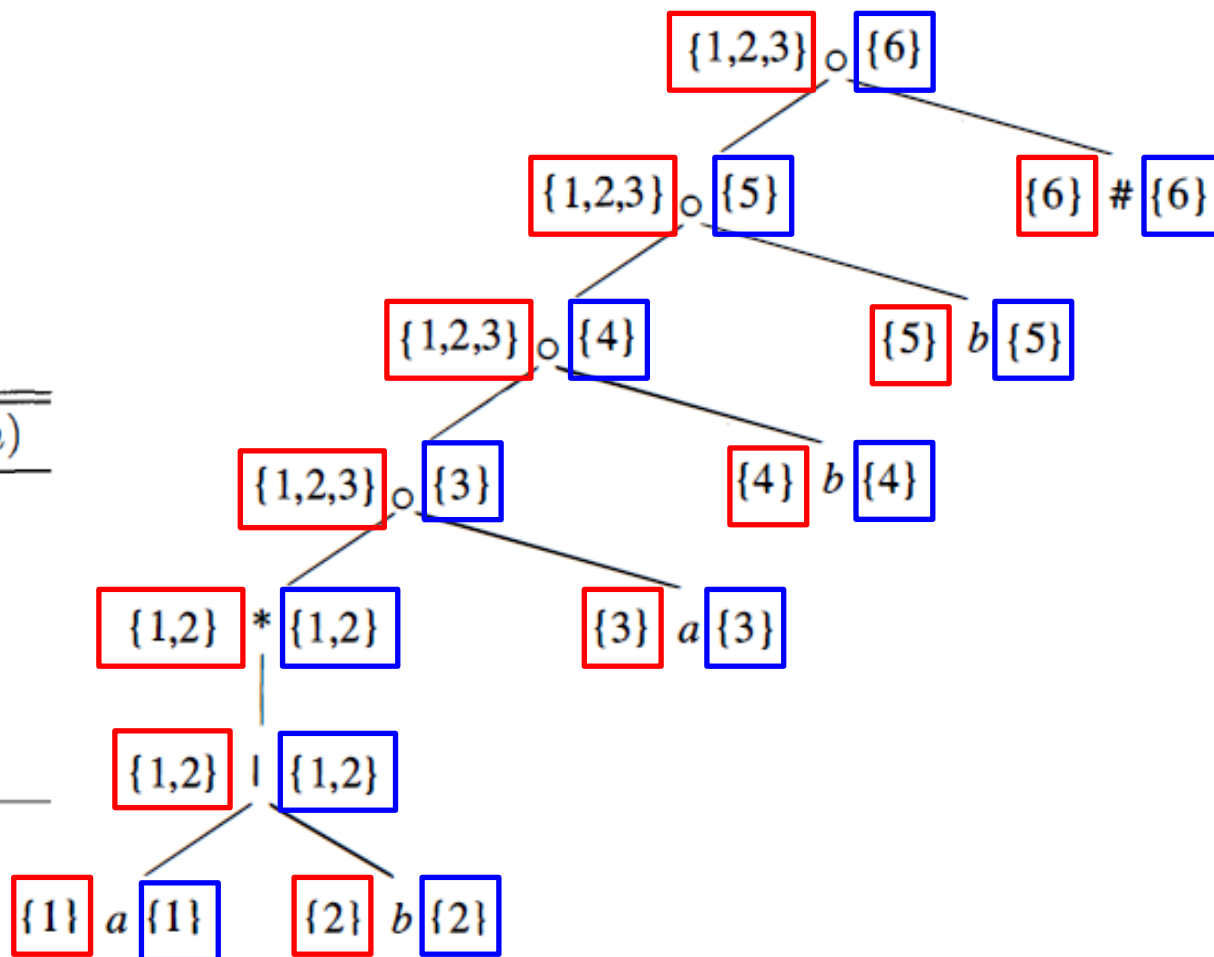 {1,2,3} ○ {6}
{1,2,3} ○ {5} {6} # {6}
{1,2,3} ○ {4} {5} b {5}
)
{1,2,3} ○ {3} {4} b {4}
{1,2} * {1,2} {3} a {3}
{1,2} | {1,2}
{1} a {1} {2} b {2}